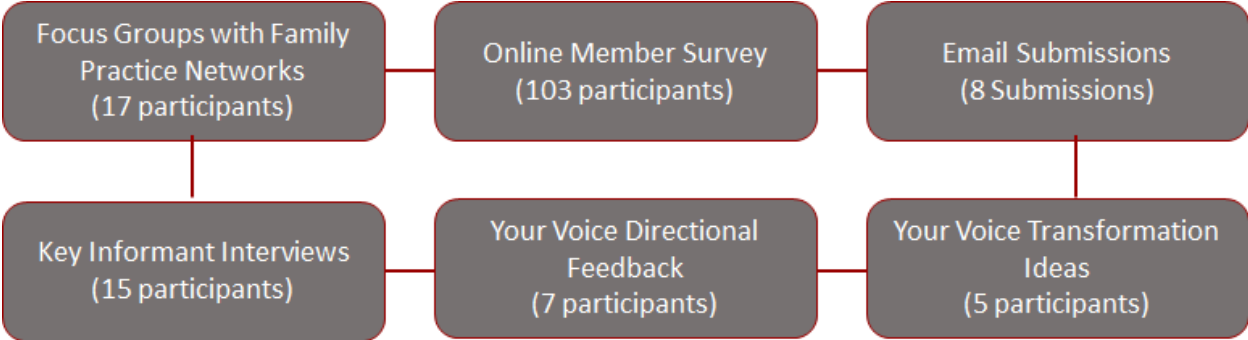 Focus Groups with Family
Practice Networks
(17 participants)
Online Member Survey
(103 participants)
Email Submissions
(8 Submissions)
Key Informant Interviews
(15 participants)
Your Voice Directional
Feedback
(7 participants)
Your Voice Transformation
Ideas
(5 participants)